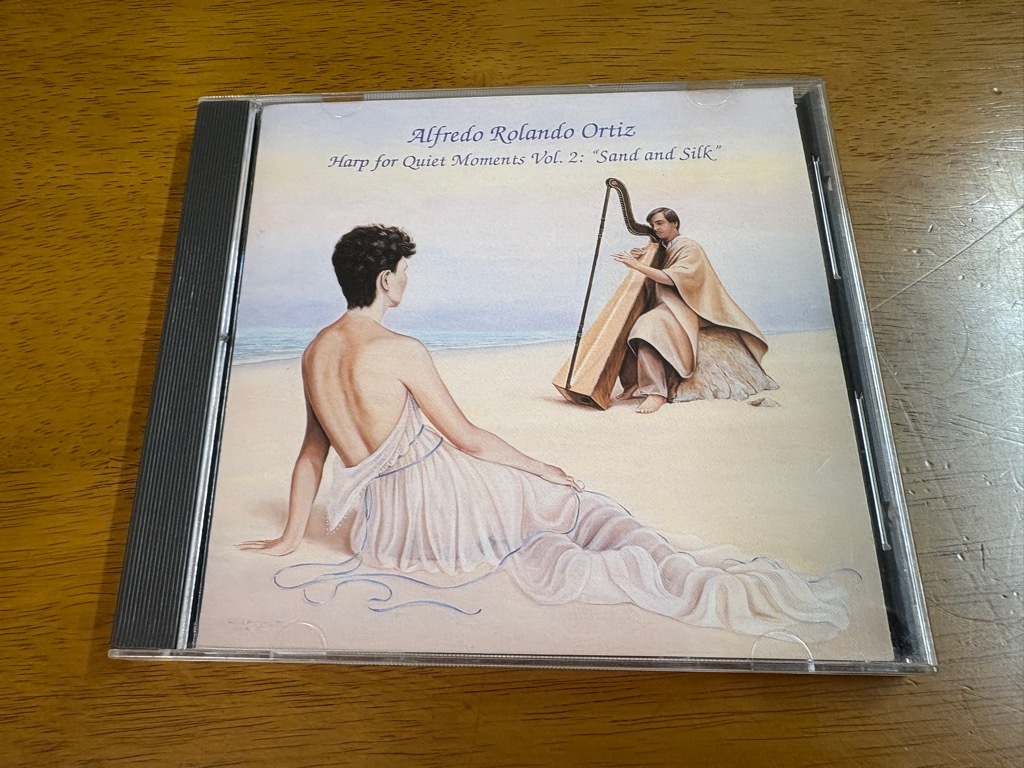 Alfredo Rolando Ortiz
Harp for Quiet Moments Vol. 2: “Sand and Silk”